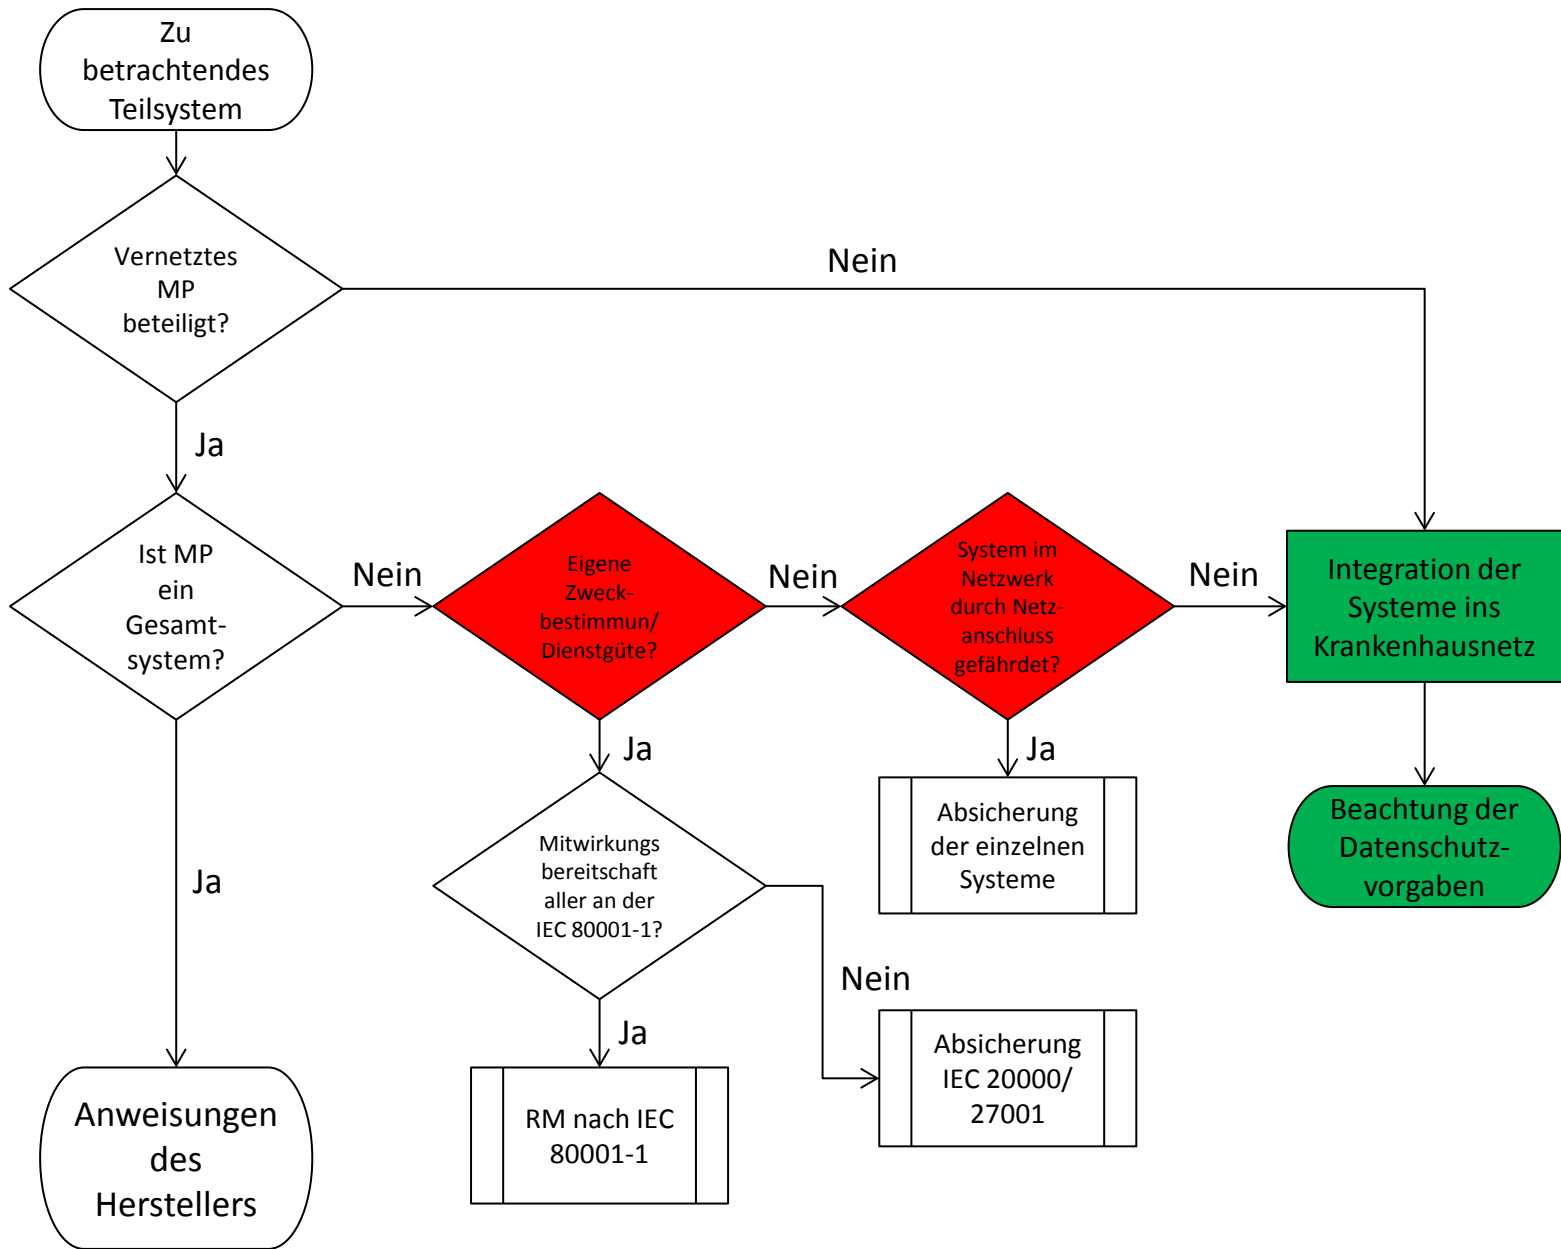 Zu
betrachtendes
Teilsystem
Vernetztes
MP
beteiligt?
Nein
Ja
Ist MP
ein
Gesamt-
system?
Nein
Eigene
Zweck-
bestimmun/
Dienstgüte?
Nein
System im
Netzwerk
durch Netz-
anschluss
gefährdet?
Nein
Integration der
Systeme ins
Krankenhausnetz
Ja
Ja
Mitwirkungs
bereitschaft
aller an der
IEC 80001-1?
Absicherung
der einzelnen
Systeme
Beachtung der
Datenschutz-
vorgaben
Ja
Nein
Ja
Absicherung
IEC 20000/
27001
RM nach IEC
80001-1
Anweisungen
des
Herstellers